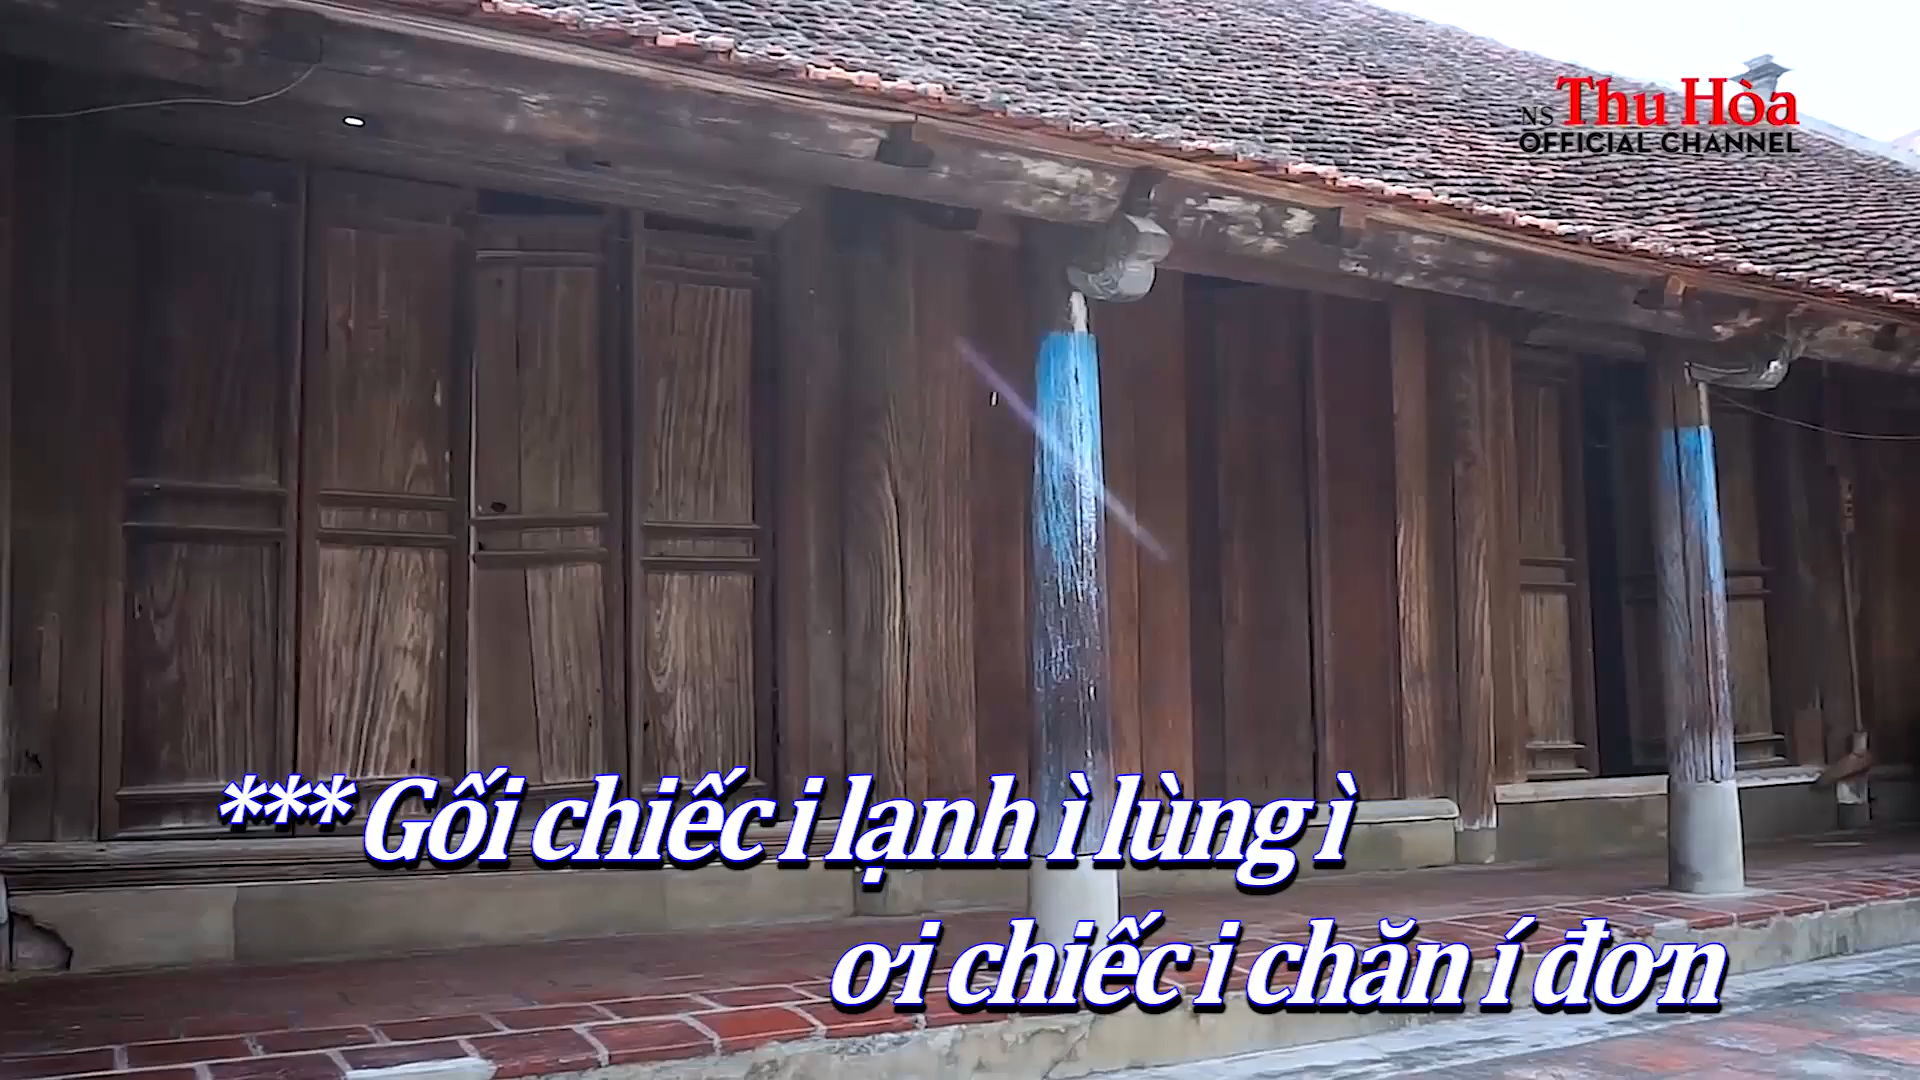 NS Thu Hòa
OFFICIAL CHANNEL
*** Gối chiếc i lạnh ì lùng ì
ơi chiếc i chăn í đơn